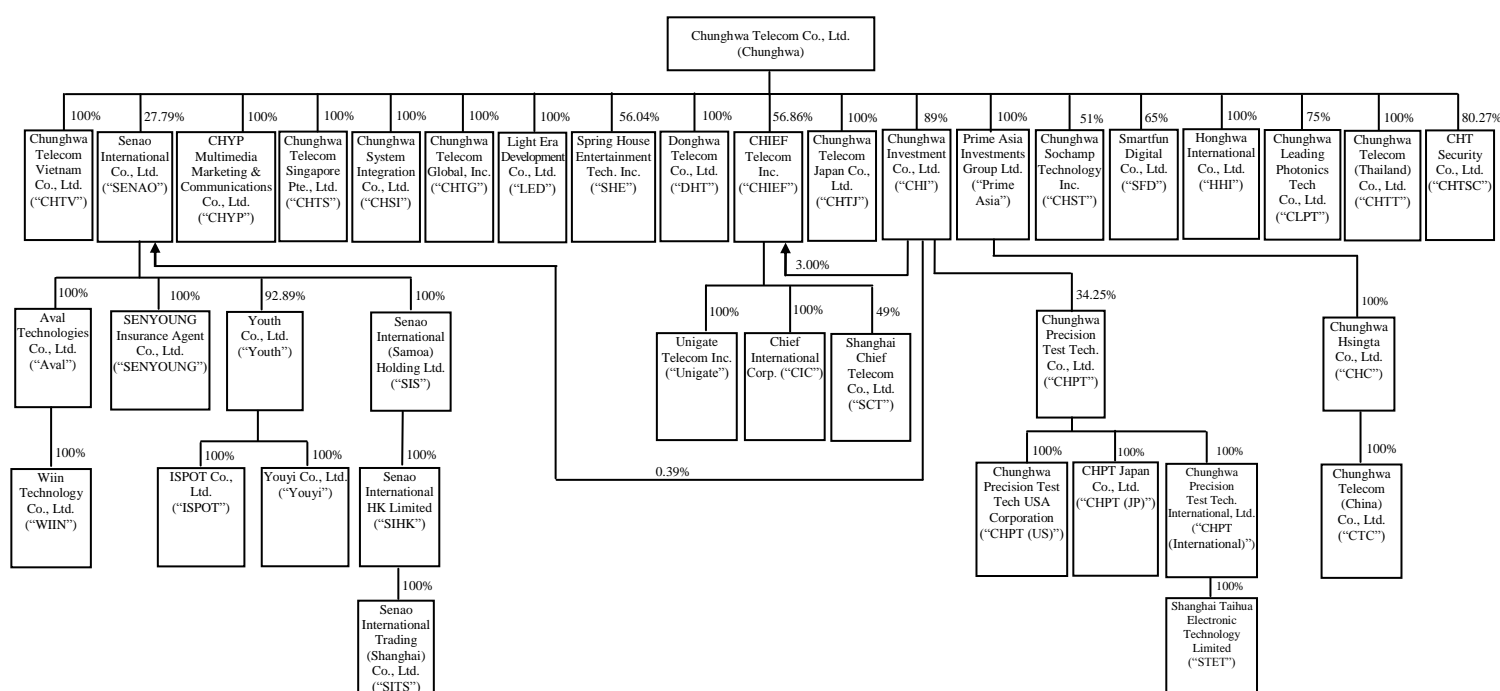 Chunghwa Telecom Co., Ltd.
(Chunghwa)
100%
Chunghwa
Telecom
Vietnam
Co., Ltd.
(“CHTV”)
27.79%
Senao
International
Co., Ltd.
(“SENAO”)
100%
CHYP
Multimedia
Marketing &
Communications
Co., Ltd.
(“CHYP”)
100%
Chunghwa
Telecom
Singapore
Pte., Ltd.
(“CHTS”)
100%
Chunghwa
System
Integration
Co., Ltd.
(“CHSI”)
100%
Chunghwa
Telecom
Global, Inc.
(“CHTG”)
100%
Light Era
Development
Co., Ltd.
(“LED”)
56.04%
Spring House
Entertainment
Tech. Inc.
(“SHE”)
100%
Donghwa
Telecom
Co., Ltd.
(“DHT”)
56.86%
CHIEF
Telecom
Inc.
(“CHIEF”)
100%
Chunghwa
Telecom
Japan Co.,
Ltd.
(“CHTJ”)
89%
Chunghwa
Investment
Co., Ltd.
(“CHI”)
100%
Prime Asia
Investments
Group Ltd.
(“Prime
Asia”)
51%
Chunghwa
Sochamp
Technology
Inc.
(“CHST”)
65%
Smartfun
Digital
Co., Ltd.
(“SFD”)
100%
Honghwa
International
Co., Ltd.
(“HHI”)
75%
Chunghwa
Leading
Photonics
Tech
Co., Ltd.
(“CLPT”)
100%
Chunghwa
Telecom
(Thailand)
Co., Ltd.
(“CHTT”)
80.27%
CHT
Security
Co., Ltd.
(“CHTSC”)
3.00%
0.39%
100%
Aval
Technologies
Co., Ltd.
(“Aval”)
100%
SENYOUNG
Insurance Agent
Co., Ltd.
(“SENYOUNG”)
92.89%
Youth
Co., Ltd.
(“Youth”)
100%
Senao
International
(Samoa)
Holding Ltd.
(“SIS”)
100%
Unigate
Telecom Inc.
(“Unigate”)
100%
Chief
International
Corp. (“CIC”)
49%
Shanghai
Chief
Telecom
Co., Ltd.
(“SCT”)
34.25%
Chunghwa
Precision
Test Tech.
Co., Ltd.
(“CHPT”)
100%
Chunghwa
Hsingta
Co., Ltd.
(“CHC”)
100%
Wiin
Technology
Co., Ltd.
(“WIIN”)
100%
ISPOT Co.,
Ltd.
(“ISPOT”)
100%
Youyi Co., Ltd.
(“Youyi”)
100%
Senao
International
HK Limited
(“SIHK”)
100%
Chunghwa
Precision Test
Tech USA
Corporation
(“CHPT (US)”)
100%
CHPT Japan
Co., Ltd.
(“CHPT (JP)”)
100%
Chunghwa
Precision
Test Tech.
International, Ltd.
(“CHPT
(International)”)
100%
Chunghwa
Telecom
(China)
Co., Ltd.
(“CTC”)
100%
Senao
International
Trading
(Shanghai)
Co., Ltd.
(“SITS”)
100%
Shanghai Taihua
Electronic
Technology
Limited
(“STET”)